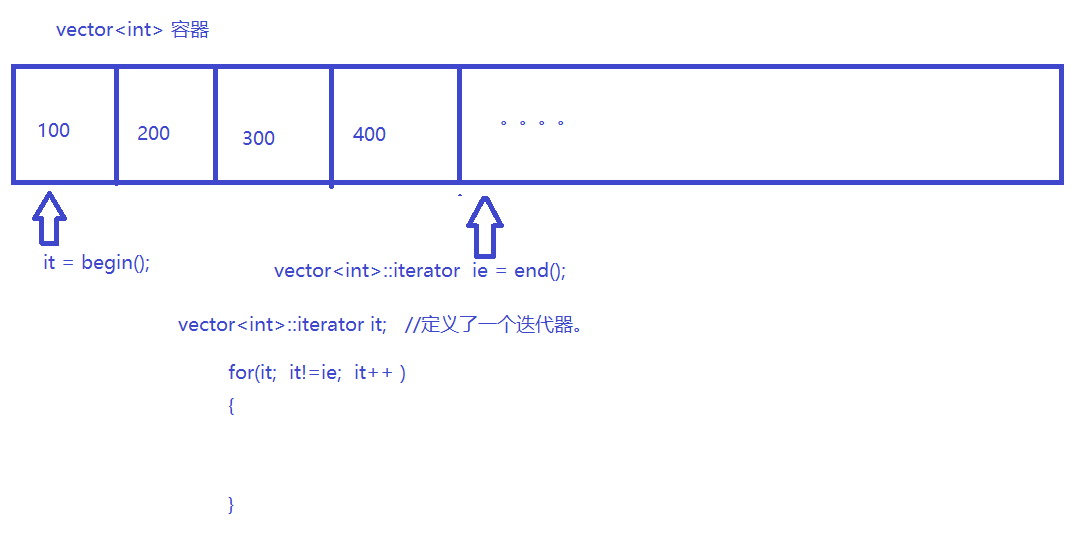 vector<int> 容器
100 200 300 400 。。。。
it = begin();
vector<int>::iterator ie = end();
vector<int>::iterator it; //定义了一个迭代器。
for(it; it!=ie; it++ )
{
}